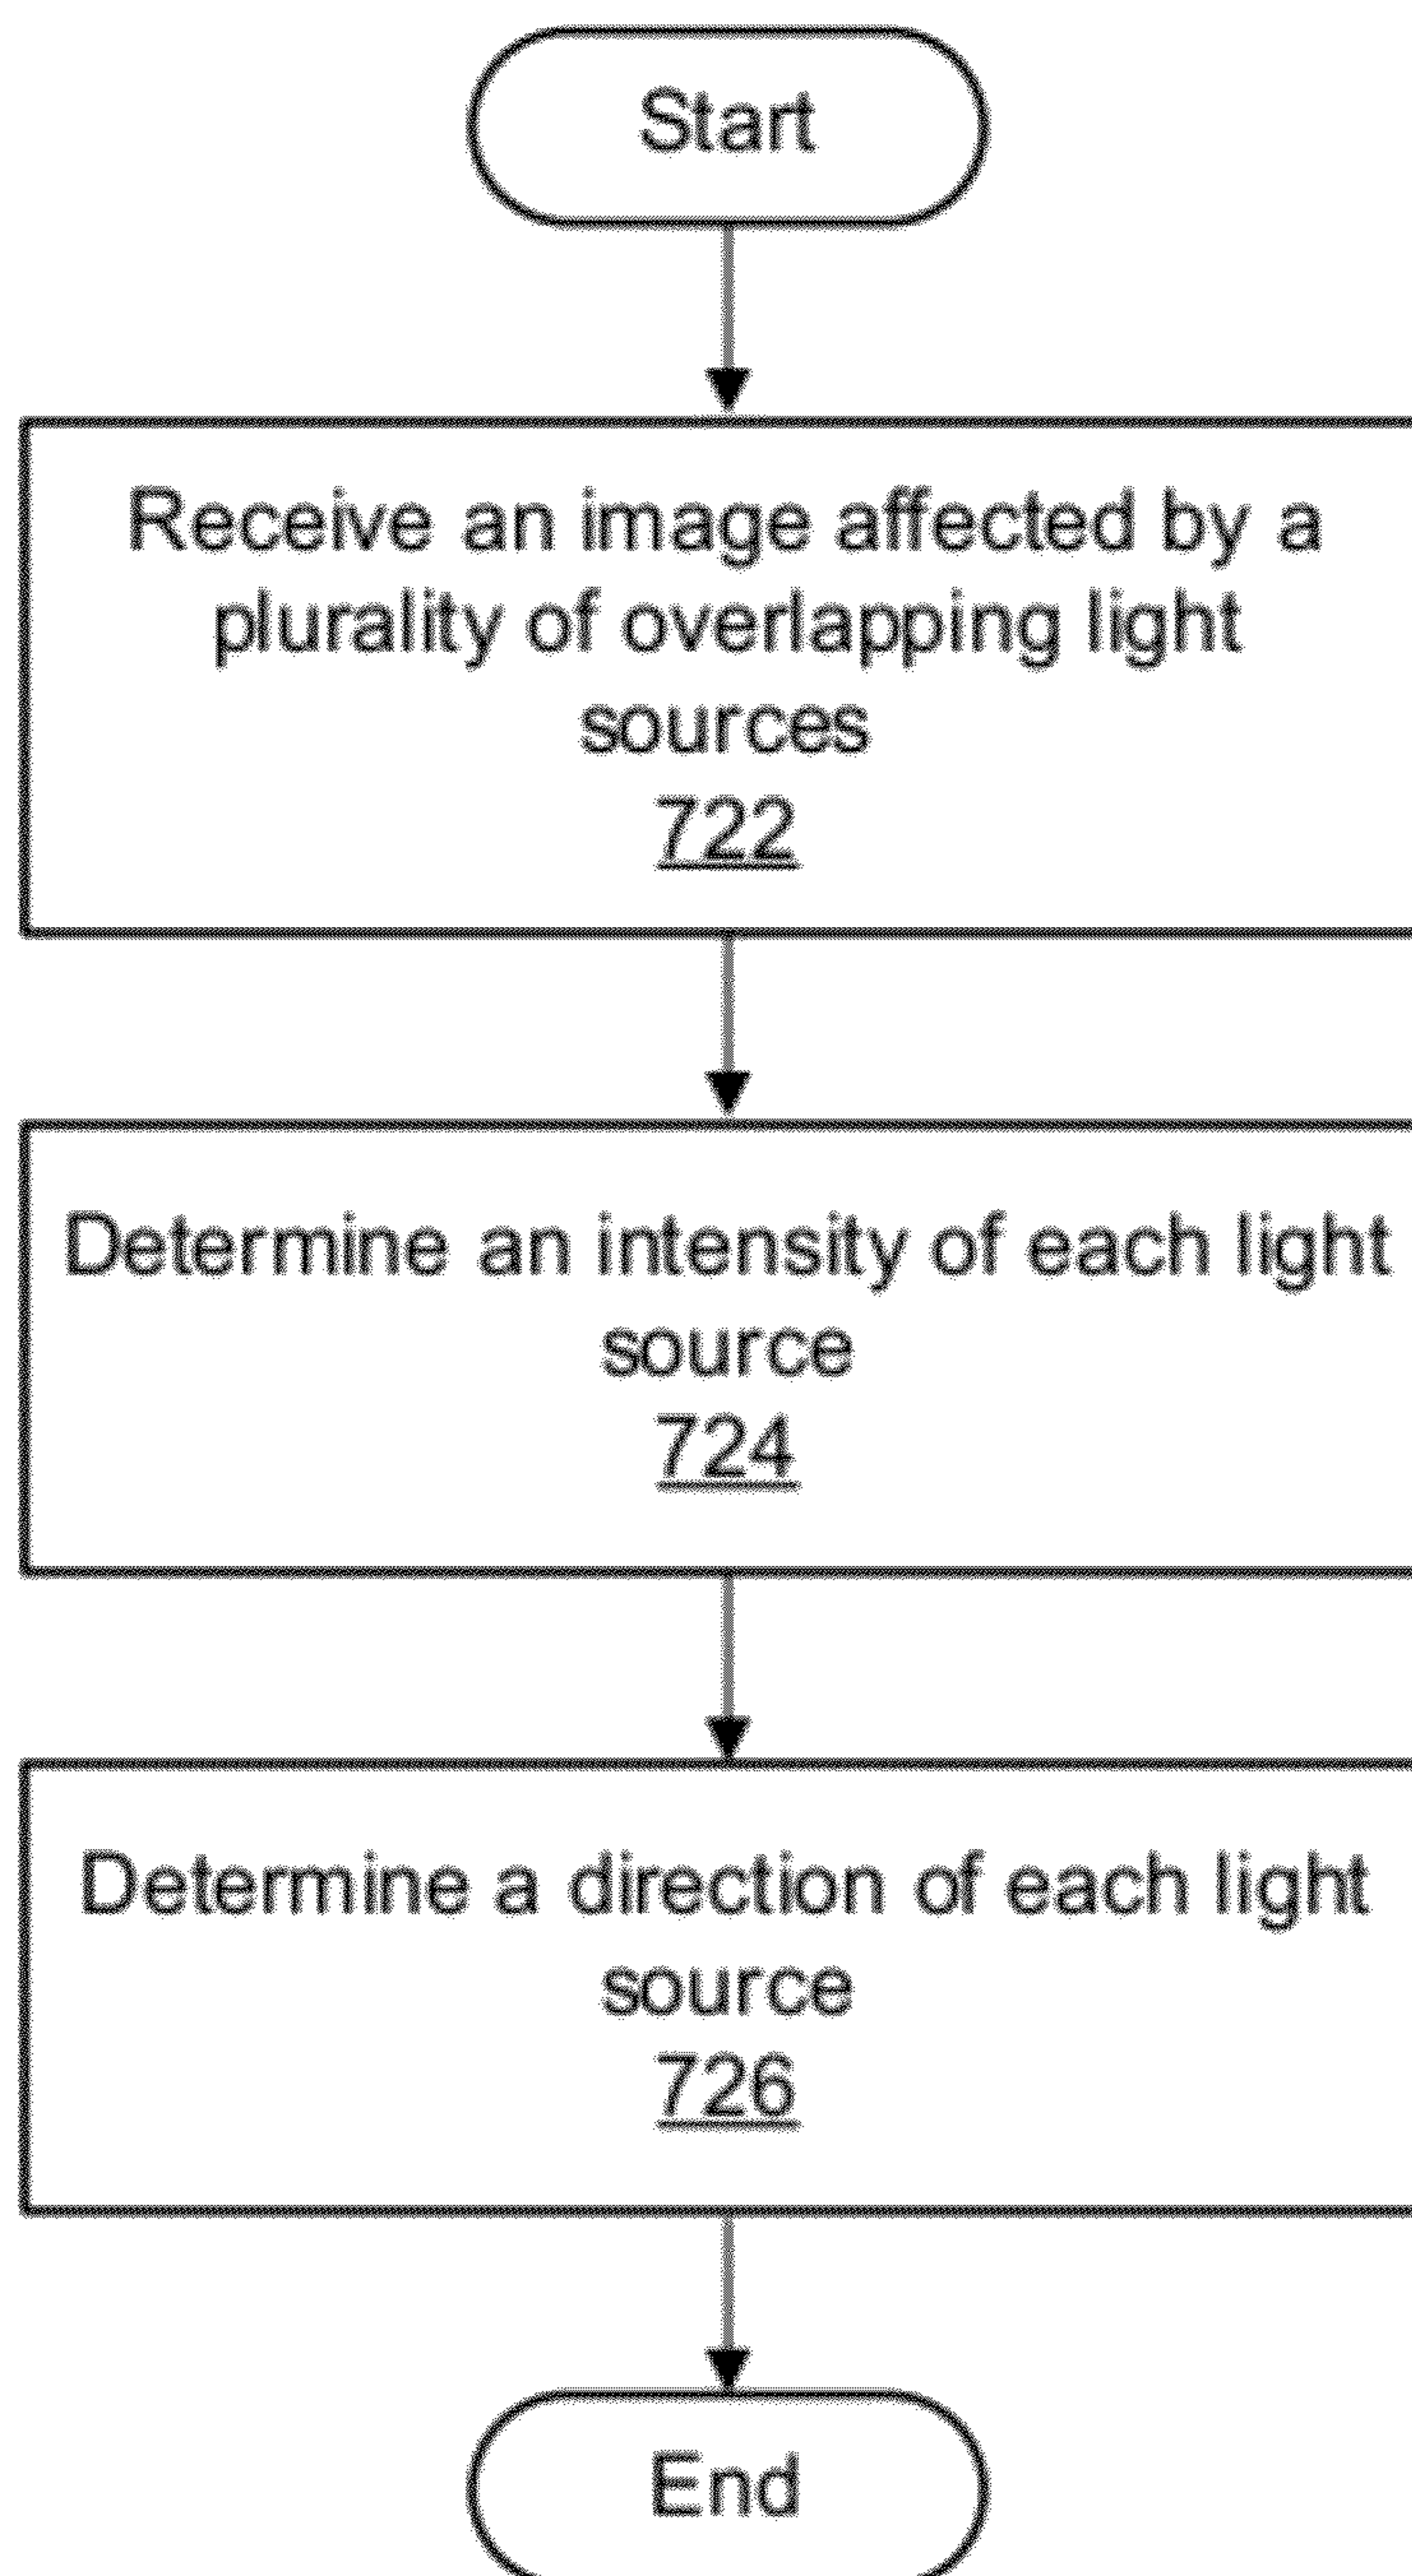 Start
Receive an image affected by a
plurality of overlapping light
sources
722
Determine an intensity of each light
source
724
Determine a direction of each light
source
726
End